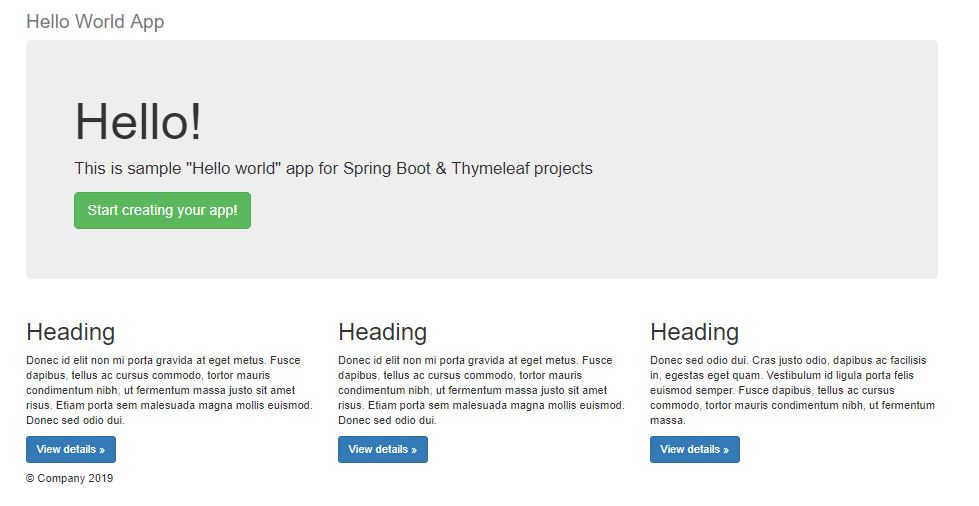 Hello World App
Hello!
This is sample "Hello world" app for Spring Boot & Thymeleaf projects
Start creating your app!
Heading
Donec id elit non mi porta gravida at eget metus. Fusce
dapibus, tellus ac cursus commodo, tortor mauris
condimentum nibh, ut fermentum massa justo sit amet
risus. Etiam porta sem malesuada magna mollis euismod.
Donec sed odio dui.
View details »
Heading
Donec id elit non mi porta gravida at eget metus. Fusce
dapibus, tellus ac cursus commodo, tortor mauris
condimentum nibh, ut fermentum massa justo sit amet
risus. Etiam porta sem malesuada magna mollis euismod.
Donec sed odio dui.
View details »
Heading
Donec sed odio dui. Cras justo odio, dapibus ac facilisis
in, egestas eget quam. Vestibulum id ligula porta felis
euismod semper. Fusce dapibus, tellus ac cursus
commodo, tortor mauris condimentum nibh, ut fermentum
massa.
View details »
© Company 2019